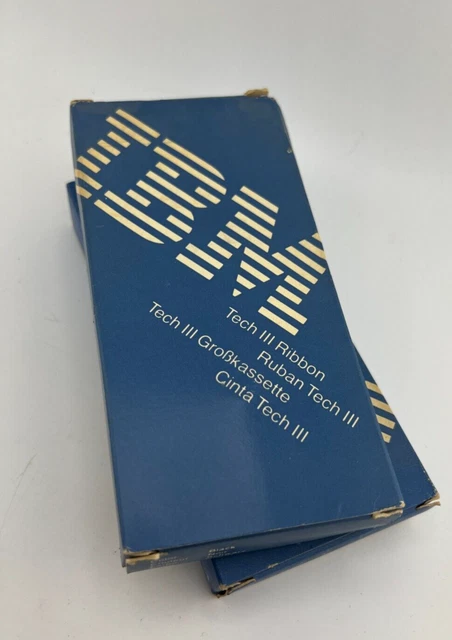 IBM
Tech III Ribbon
Ruban Tech III
Tech III Großkassette
Cinta Tech III